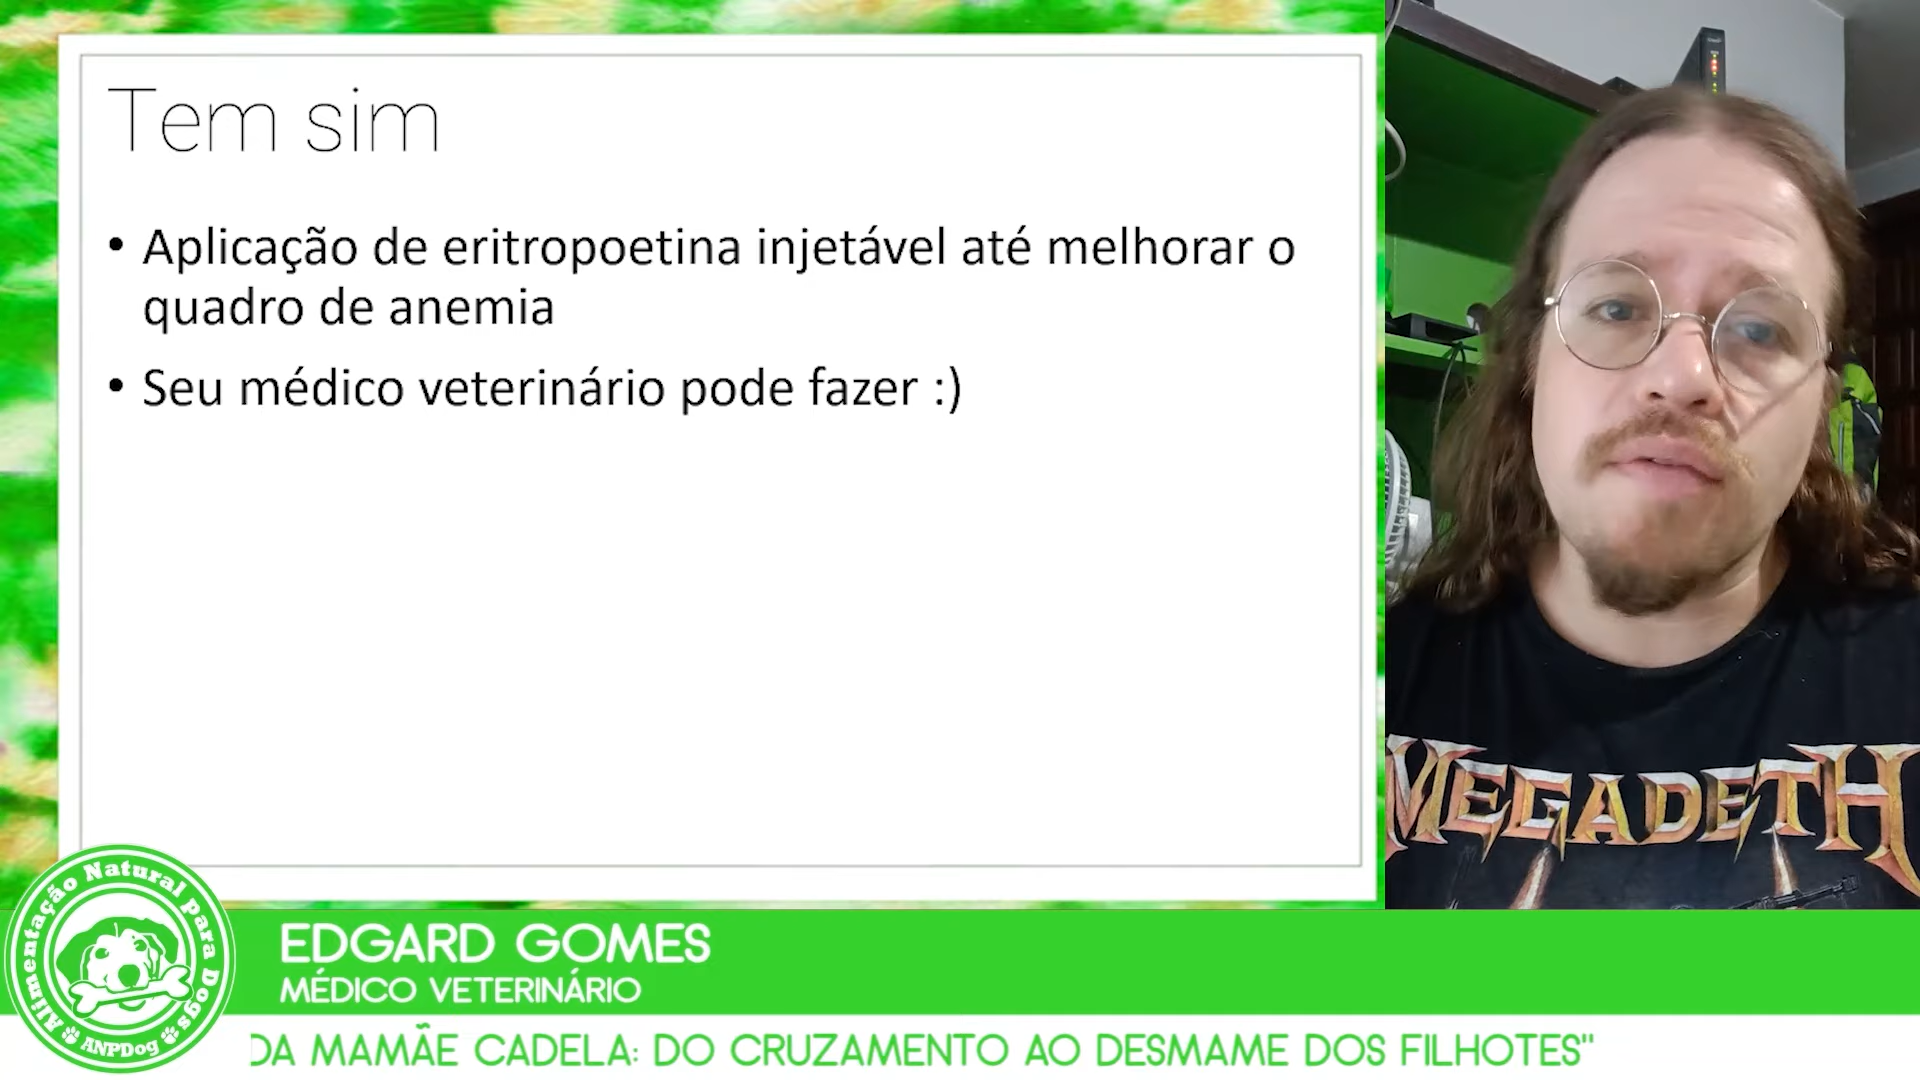 Tem sim
• Aplicação de eritropoetina injetável até melhorar o
quadro de anemia
• Seu médico veterinário pode fazer :)
MEGADETH
Alimentação Natural para Dogs
ANPDog
EDGARD GOMES
MÉDICO VETERINÁRIO
DA MAMÃE CADELA: DO CRUZAMENTO AO DESMAME DOS FILHOTES"